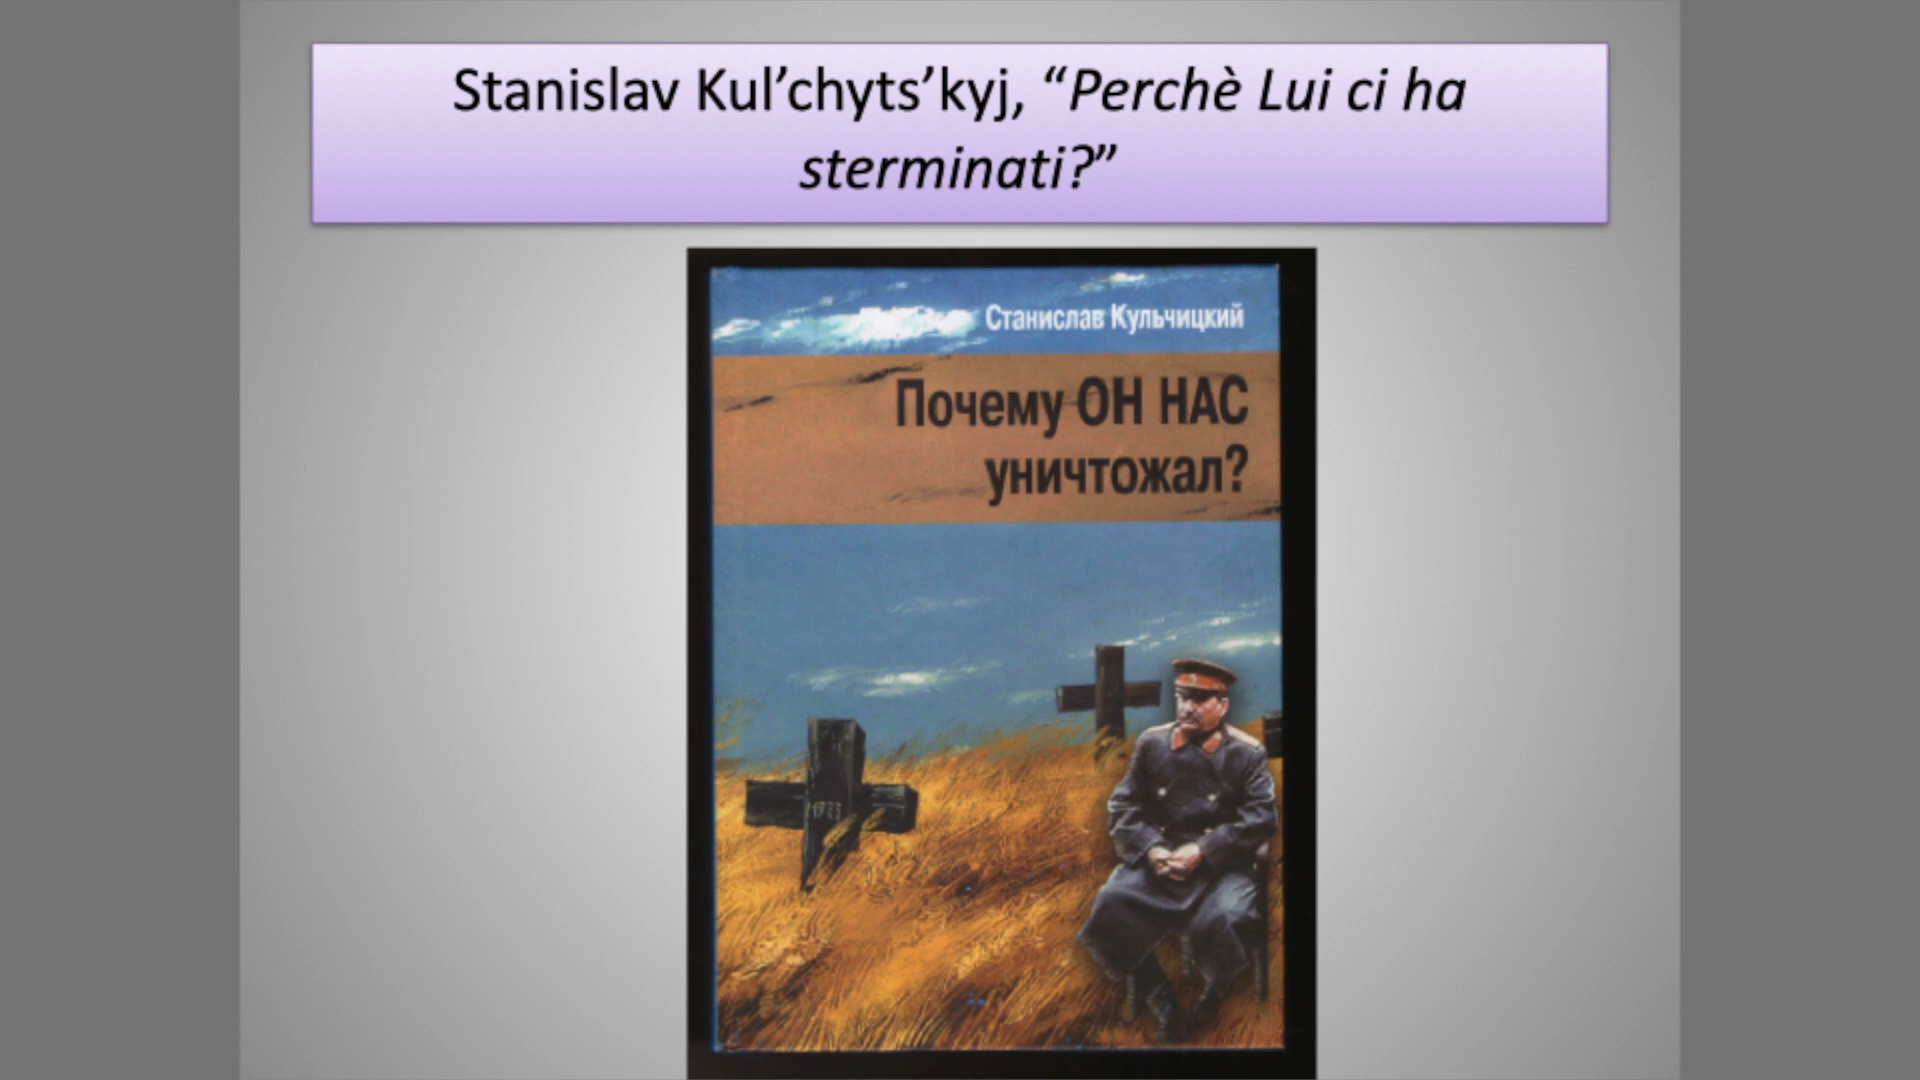 Stanislav Kul’chyts’kyj, “Perchè Lui ci ha
sterminati?”
Станислав Кульчицкий
Почему ОН НАС
уничтожал?